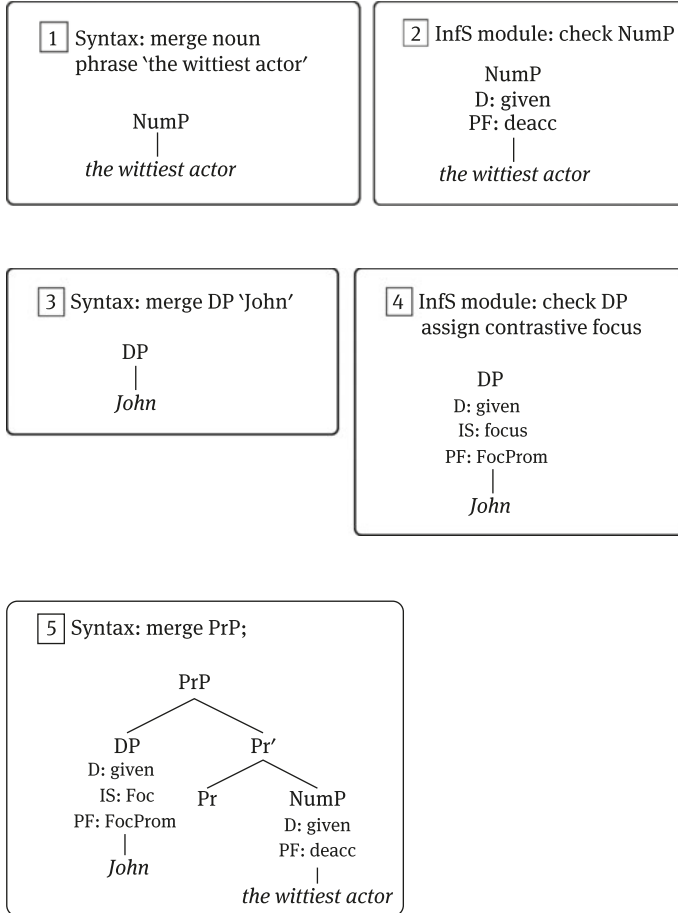 1 Syntax: merge noun
phrase ‘the wittiest actor’
NumP
the wittiest actor
2 InfS module: check NumP
NumP
D: given
PF: deacc
the wittiest actor
3 Syntax: merge DP ‘John’
DP
John
4 InfS module: check DP
assign contrastive focus
DP
D: given
IS: focus
PF: FocProm
John
5 Syntax: merge PrP;
PrP
DP Pr′
D: given
IS: Foc Pr NumP
PF: FocProm D: given
PF: deacc
John
the wittiest actor